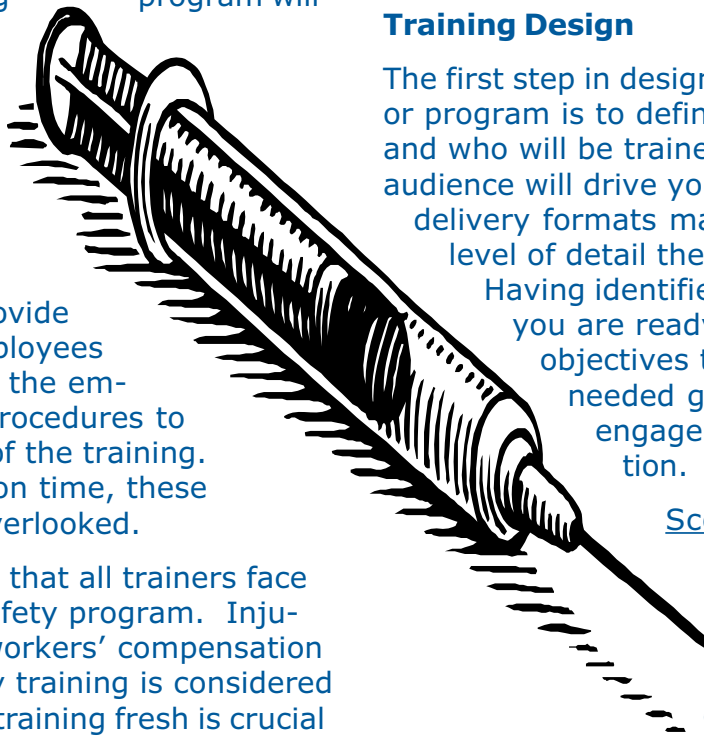 program will
ovide
ployees
the em-
rocedures to
of the training.
on time, these
verlooked.
that all trainers face
fety program.  Inju-
workers’ compensation
y training is considered
training fresh is crucial
Training Design
The first step in design
or program is to defin
and who will be traine
audience will drive yo
delivery formats ma
level of detail the
Having identifie
you are ready
objectives t
needed g
engage
tion.
Sc